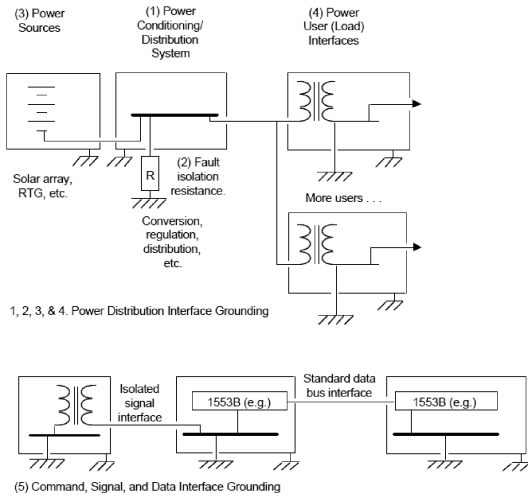 (3) Power
Sources
(1) Power
Conditioning/
Distribution
System
(4) Power
User (Load)
Interfaces
R
(2) Fault
isolation
resistance.
Solar array,
RTG, etc.
Conversion,
regulation,
distribution,
etc.
More users . . .
1, 2, 3, & 4. Power Distribution Interface Grounding
Isolated
signal
interface
1553B (e.g.)
Standard data
bus interface
1553B (e.g.)
(5) Command, Signal, and Data Interface Grounding